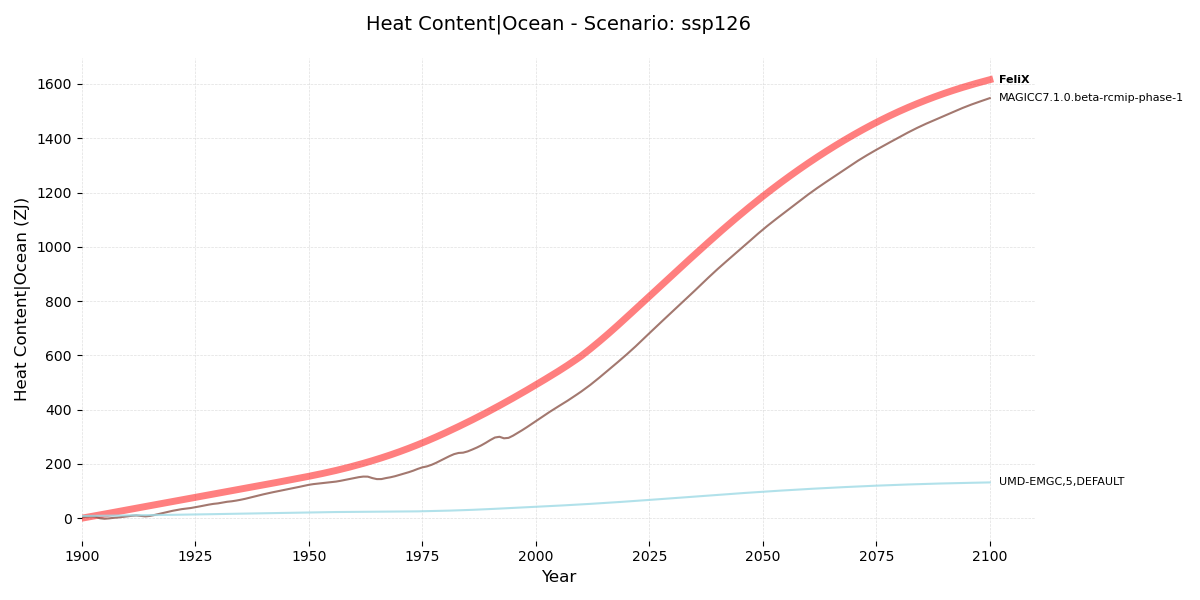 Heat Content|Ocean - Scenario: ssp126
Heat Content|Ocean (ZJ)
1600
1400
1200
1000
800
600
400
200
0
FeliX
MAGICC7.1.0.beta-rcmip-phase-1
UMD-EMGC,5,DEFAULT
1900 1925 1950 1975 2000 2025 2050 2075 2100
Year